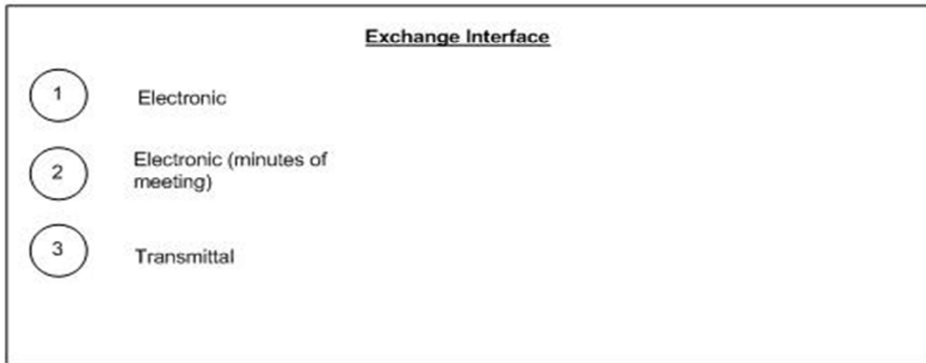 Exchange Interface
1
Electronic
2
Electronic (minutes of
meeting)
3
Transmittal